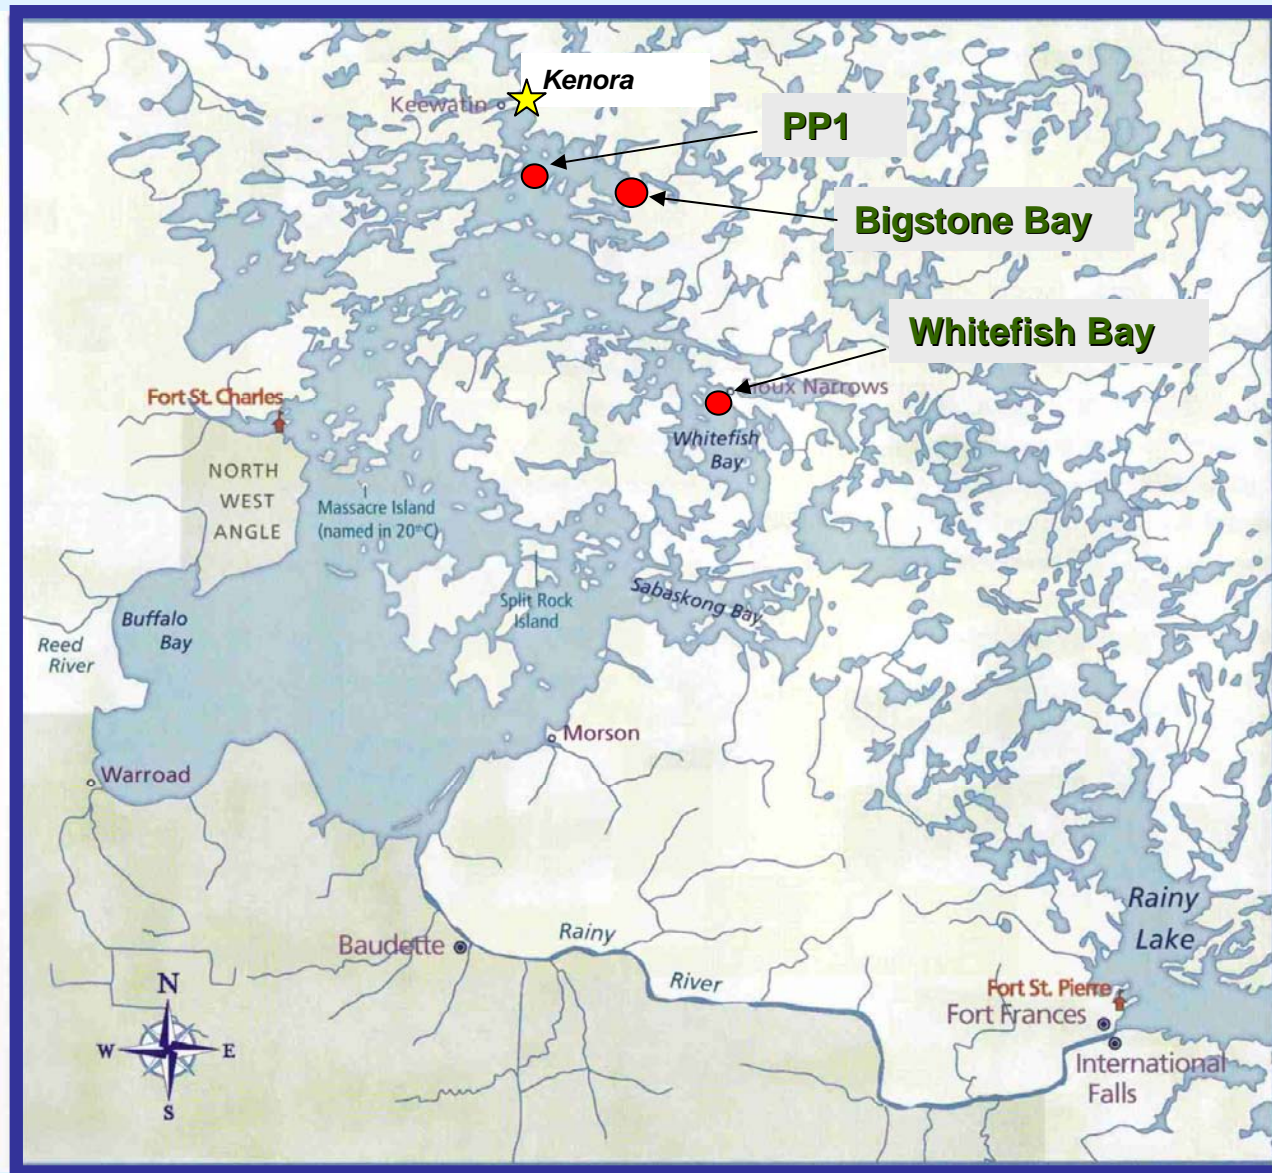 Kenora
Keewatin
PP1
Bigstone Bay
Whitefish Bay
Narrows
Fort St. Charles
Whitefish
Bay
NORTH
WEST
ANGLE
Massacre Island
(named in 20°C)
Split Rock
Island
Sabaskong Bay
Buffalo
Bay
Reed
River
Morson
Warroad
Rainy
Lake
Baudette
Rainy
River
Fort St. Pierre
Fort Frances
International
Falls
N
W
E
S